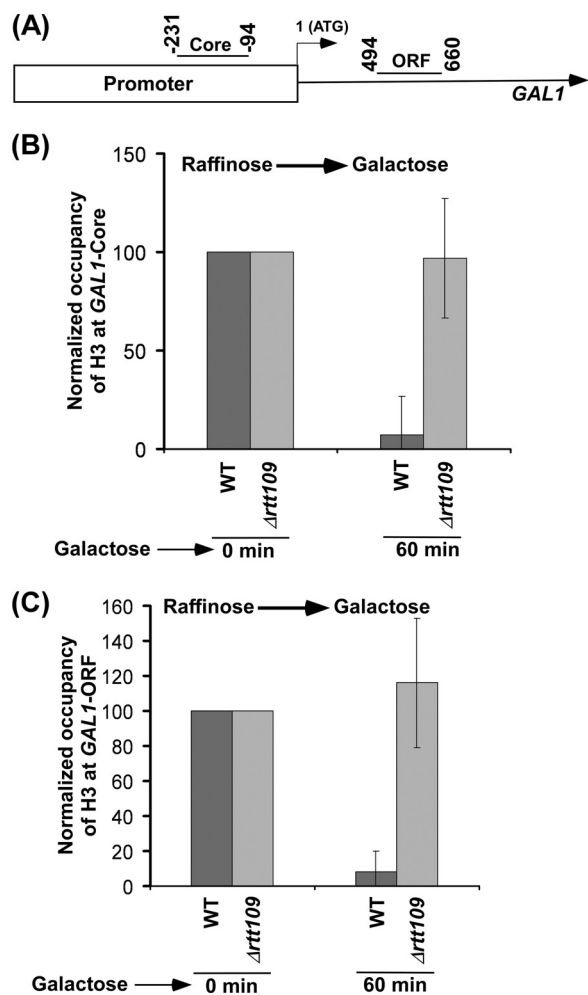 (A)
-231
Core
-94
1 (ATG)
494
ORF
660
Promoter
GAL1
(B)
Raffinose
Galactose
Normalized occupancy
of H3 at GAL1-Core
150
100
50
0
WT
Δrtt109
WT
Δrtt109
Galactose
0 min
60 min
(C)
Raffinose
Galactose
Normalized occupancy
of H3 at GAL1-ORF
160
140
120
100
80
60
40
20
0
WT
Δrtt109
WT
Δrtt109
Galactose
0 min
60 min